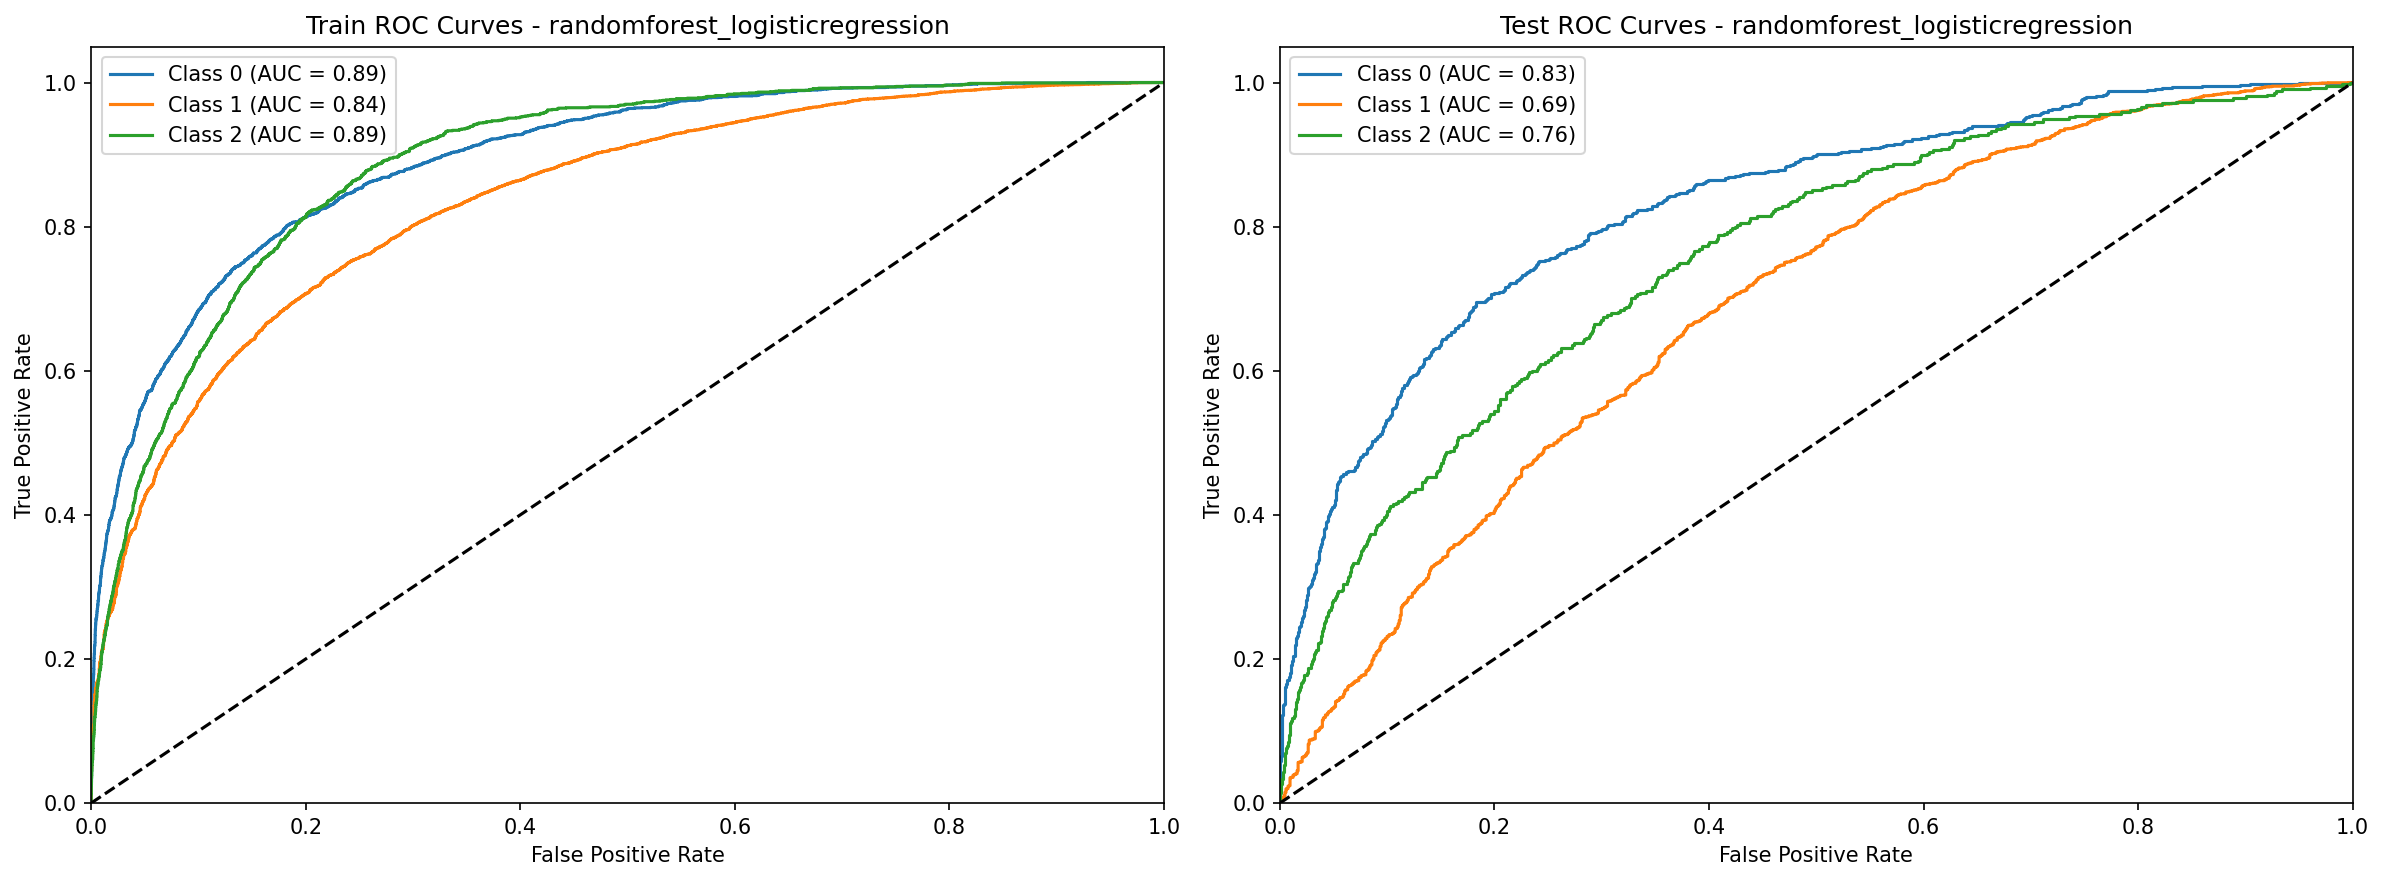 Train ROC Curves - randomforest_logisticregression
Class 0 (AUC = 0.89)
Class 1 (AUC = 0.84)
Class 2 (AUC = 0.89)
True Positive Rate
1.0
0.8
0.6
0.4
0.2
0.0
0.0 0.2 0.4 0.6 0.8 1.0
False Positive Rate
Test ROC Curves - randomforest_logisticregression
Class 0 (AUC = 0.83)
Class 1 (AUC = 0.69)
Class 2 (AUC = 0.76)
True Positive Rate
1.0
0.8
0.6
0.4
0.2
0.0
0.0 0.2 0.4 0.6 0.8 1.0
False Positive Rate